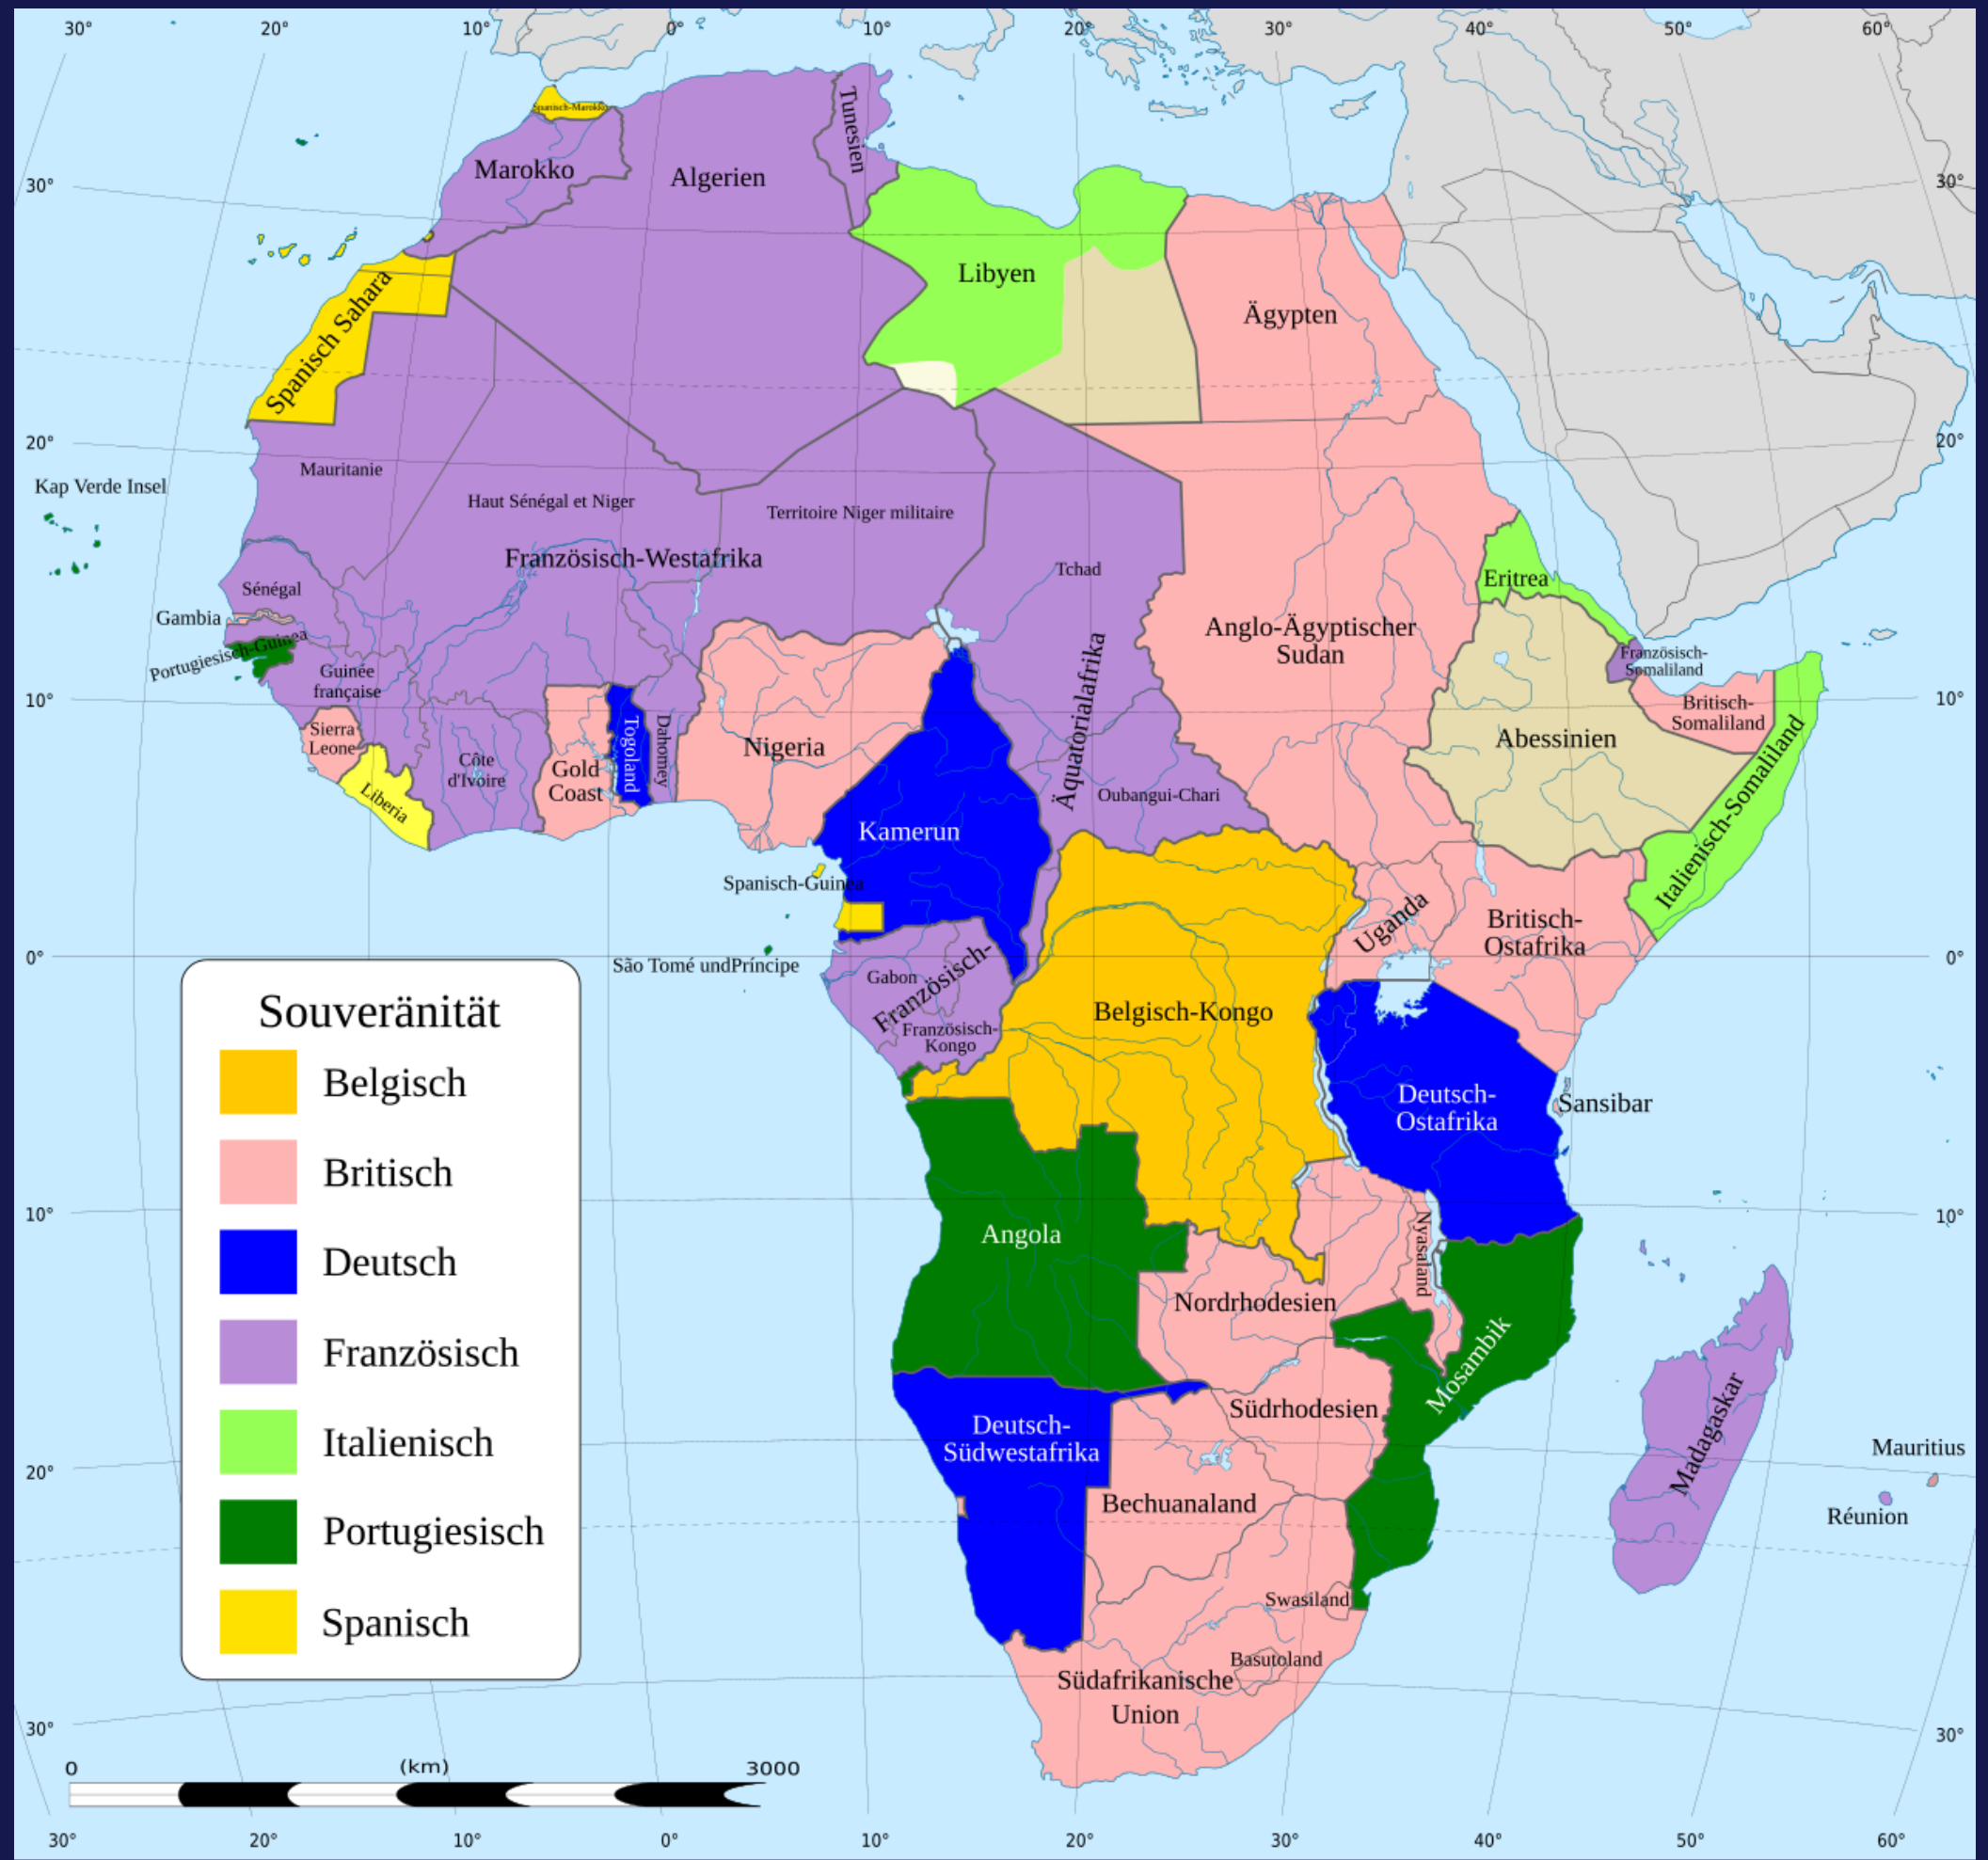 30°
20°
10°
0°
10°
20°
30°
40°
50°
60°
Spanisch-Marokko
Tunesien
Marokko
Algerien
30°
30°
Libyen
Ägypten
Spanisch Sahara
20°
20°
Mauritanie
Kap Verde Insel
Haut Sénégal et Niger
Territoire Niger militaire
Französisch-Westafrika
Tchad
Eritrea
Sénégal
Gambia
Anglo-Ägyptischer
Sudan
Portugiesisch-Guinea
Französisch-
Somaliland
Guinée
française
10°
10°
Britisch-
Somaliland
Sierra
Leone
Togoland
Dahomey
Nigeria
Äquatorialafrika
Abessinien
Côte
d'Ivoire
Gold
Coast
Liberia
Oubangui-Chari
Italienisch-Somaliland
Kamerun
Spanisch-Guinea
Uganda
Britisch-
Ostafrika
0°
0°
São Tomé undPríncipe
Gabon
Französisch-
Französisch-
Kongo
Belgisch-Kongo
Deutsch-
Ostafrika
Sansibar
10°
10°
Angola
Nyasaland
Nordrhodesien
Mosambik
Südrhodesien
Deutsch-
Südwestafrika
Madagaskar
Mauritius
20°
Bechuanaland
Réunion
Swasiland
Basutoland
Südafrikanische
Union
30°
30°
Souveränität
Belgisch
Britisch
Deutsch
Französisch
Italienisch
Portugiesisch
Spanisch
0 (km) 3000
30°
20°
10°
0°
10°
20°
30°
40°
50°
60°